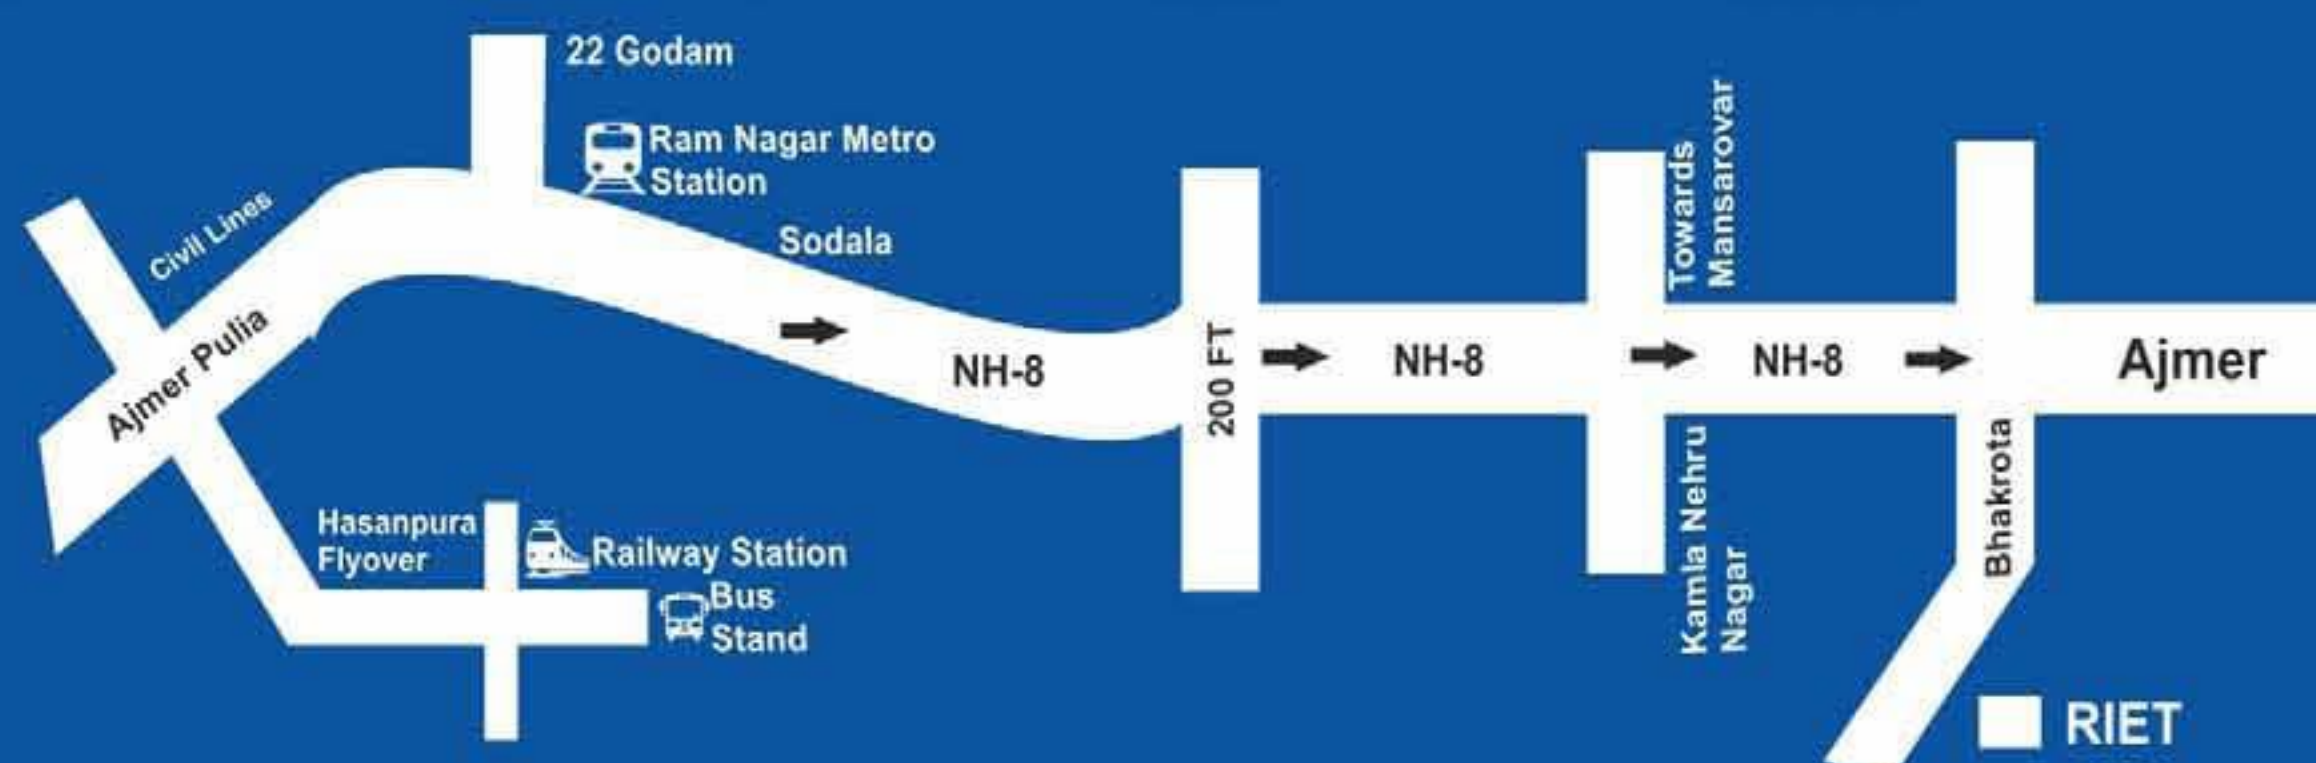 22 Godam
Ram Nagar Metro
Station
Civil Lines
Sodala
Ajmer Pulia
NH-8
200 FT
NH-8
Towards
Mansarovar
NH-8
Ajmer
Kamla Nehru
Nagar
Bhakrota
Hasanpura
Flyover
Railway Station
Bus
Stand
RIET